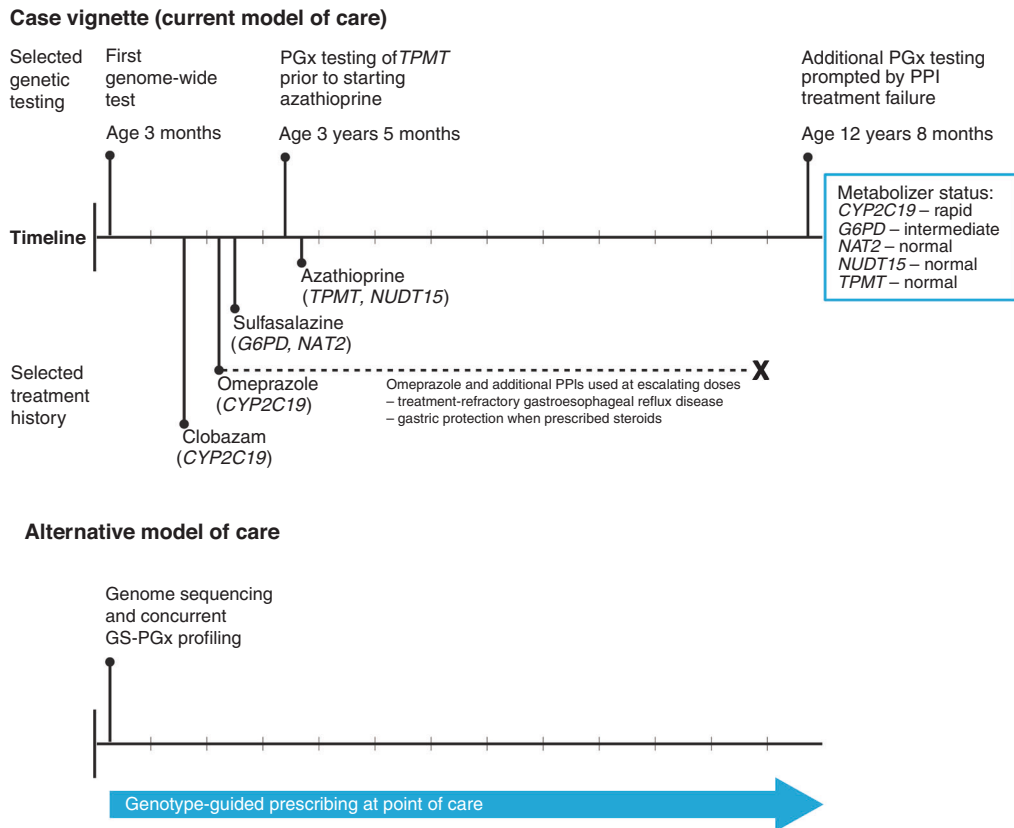 Case vignette (current model of care)
Selected
genetic
testing
First
genome-wide
test
Age 3 months
PGx testing of TPMT
prior to starting
azathioprine
Age 3 years 5 months
Additional PGx testing
prompted by PPI
treatment failure
Age 12 years 8 months
Timeline
Metabolizer status:
CYP2C19 – rapid
G6PD – intermediate
NAT2 – normal
NUDT15 – normal
TPMT – normal
Azathioprine
(TPMT, NUDT15)
Sulfasalazine
(G6PD, NAT2)
Selected
treatment
history
Omeprazole
(CYP2C19)
X
Omeprazole and additional PPIs used at escalating doses
– treatment-refractory gastroesophageal reflux disease
– gastric protection when prescribed steroids
Clobazam
(CYP2C19)
Alternative model of care
Genome sequencing
and concurrent
GS-PGx profiling
Genotype-guided prescribing at point of care